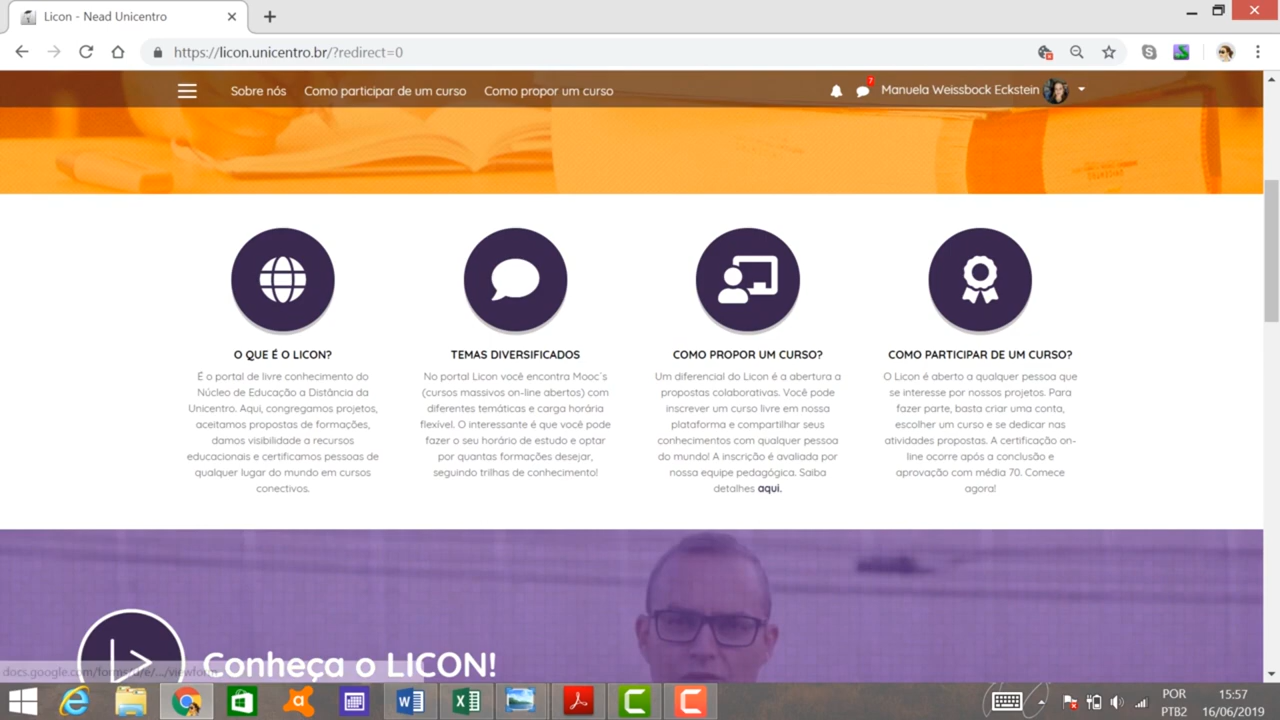 Licon - Nead Unicentro
https://licon.unicentro.br/?redirect=0
Sobre nós Como participar de um curso Como propor um curso 7 Manuela Weissbock Eckstein
O QUE É O LICON?
É o portal de livre conhecimento do
Núcleo de Educação a Distância da
Unicentro. Aqui, congregamos projetos,
aceitamos propostas de formações,
damos visibilidade a recursos
educacionais e certificamos pessoas de
qualquer lugar do mundo em cursos
conectivos.
TEMAS DIVERSIFICADOS
No portal Licon você encontra Mooc´s
(cursos massivos on-line abertos) com
diferentes temáticas e carga horária
flexível. O interessante é que você pode
fazer o seu horário de estudo e optar
por quantas formações desejar,
seguindo trilhas de conhecimento!
COMO PROPOR UM CURSO?
Um diferencial do Licon é a abertura a
propostas colaborativas. Você pode
inscrever um curso livre em nossa
plataforma e compartilhar seus
conhecimentos com qualquer pessoa
do mundo! A inscrição é avaliada por
nossa equipe pedagógica. Saiba
detalhes aqui.
COMO PARTICIPAR DE UM CURSO?
O Licon é aberto a qualquer pessoa que
se interesse por nossos projetos. Para
fazer parte, basta criar uma conta,
escolher um curso e se dedicar nas
atividades propostas. A certificação on-
line ocorre após a conclusão e
aprovação com média 70. Comece
agora!
Conheça o LICON!
docs.google.com/forms/d/e/.../viewform
POR 15:57
PTB2 16/06/2019